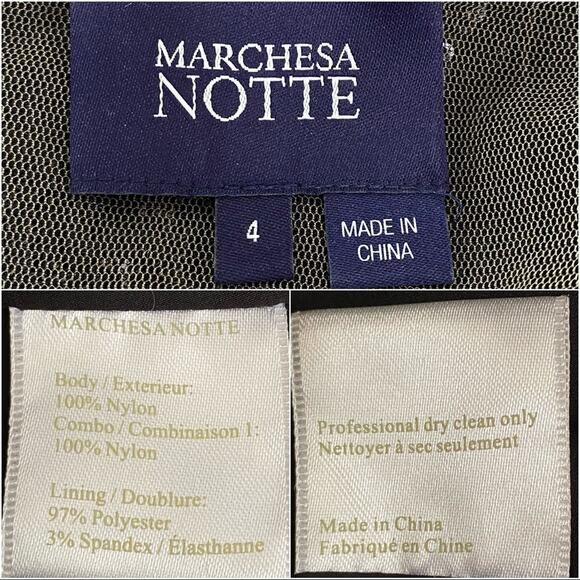 MARCHESA
NOTTE
4
MADE IN
CHINA
MARCHESA NOTTE
Body / Exterieur:
100% Nylon
Combo / Combinaison 1:
100% Nylon
Lining / Doublure:
97% Polyester
3% Spandex / Élasthanne
Professional dry clean only
Nettoyer à sec seulement
Made in China
Fabriqué en Chine